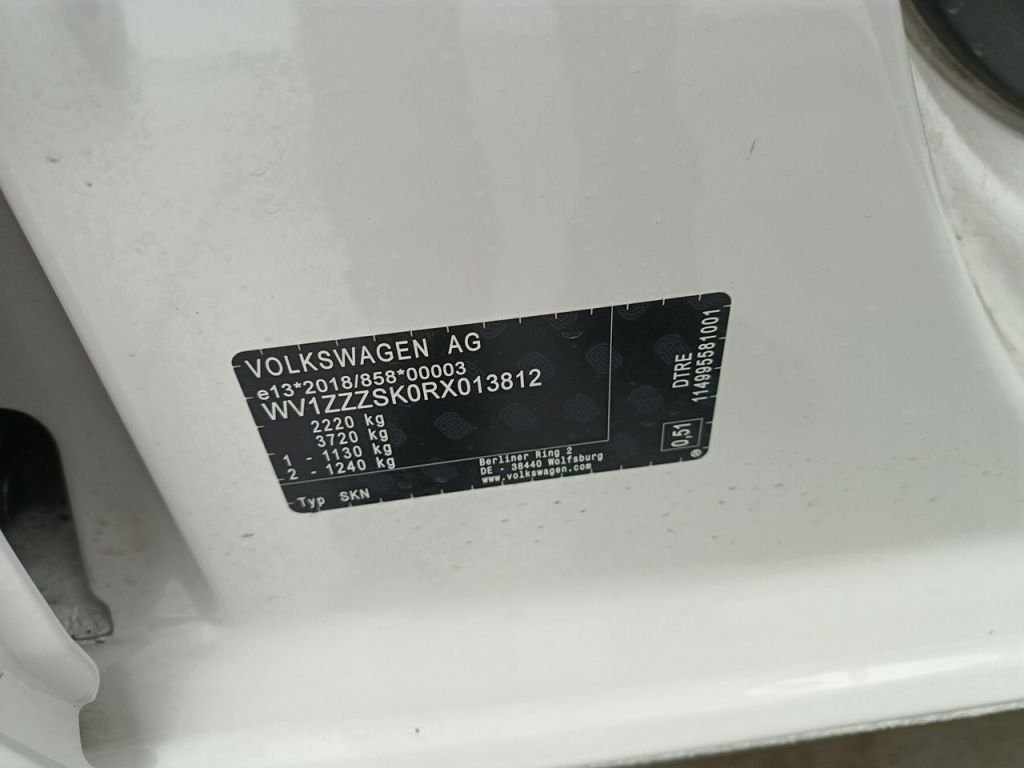 VOLKSWAGEN AG
e13*2018/858*00003
WV1ZZZSK0RX013812
2220 kg
3720 kg
1 - 1130 kg
2 - 1240 kg
Typ SKN
Berliner Ring 2
DE - 38440 Wolfsburg
www.volkswagen.com
DTRE
114995581001
0,51
®